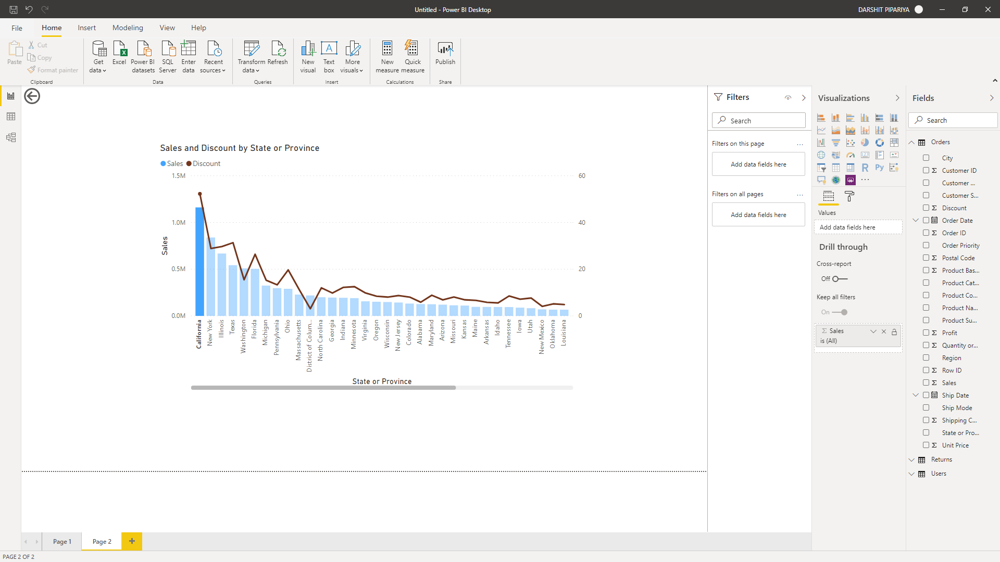 Untitled - Power BI Desktop
DARSHIT PIPARIYA
File
Home
Insert
Modeling
View
Help
Paste
Cut
Copy
Format painter
Clipboard
Get data
Excel
Power BI datasets
SQL Server
Enter data
Recent sources
Data
Transform data
Refresh
Queries
New visual
Text box
More visuals
Insert
New measure
Quick measure
Calculations
Publish
Share
Sales and Discount by State or Province
Sales
Discount
1.5M
1.0M
0.5M
0.0M
Sales
60
40
20
0
California
New York
Illinois
Texas
Washington
Florida
Michigan
Pennsylvania
Ohio
Massachusetts
District of Colum...
North Carolina
Georgia
Indiana
Minnesota
Virginia
Oregon
Wisconsin
New Jersey
Colorado
Alabama
Maryland
Arizona
Missouri
Kansas
Maine
Arkansas
Idaho
Tennessee
Iowa
Utah
New Mexico
Oklahoma
Louisiana
State or Province
Filters
Search
Filters on this page
...
Add data fields here
Filters on all pages
...
Add data fields here
Visualizations
123
R
Py
...
Values
Add data fields here
Drill through
Cross-report
Off
Keep all filters
On
Σ Sales
is (All)
Fields
Search
Orders
City
Σ Customer ID
Customer ...
Customer S...
Σ Discount
Order Date
Σ Order ID
Order Priority
Σ Postal Code
Σ Product Bas...
Product Cat...
Product Co...
Product Na...
Product Su...
Σ Profit
Σ Quantity or...
Region
Σ Row ID
Σ Sales
Ship Date
Ship Mode
Σ Shipping C...
State or Pro...
Σ Unit Price
Returns
Users
Page 1
Page 2
+
PAGE 2 OF 2